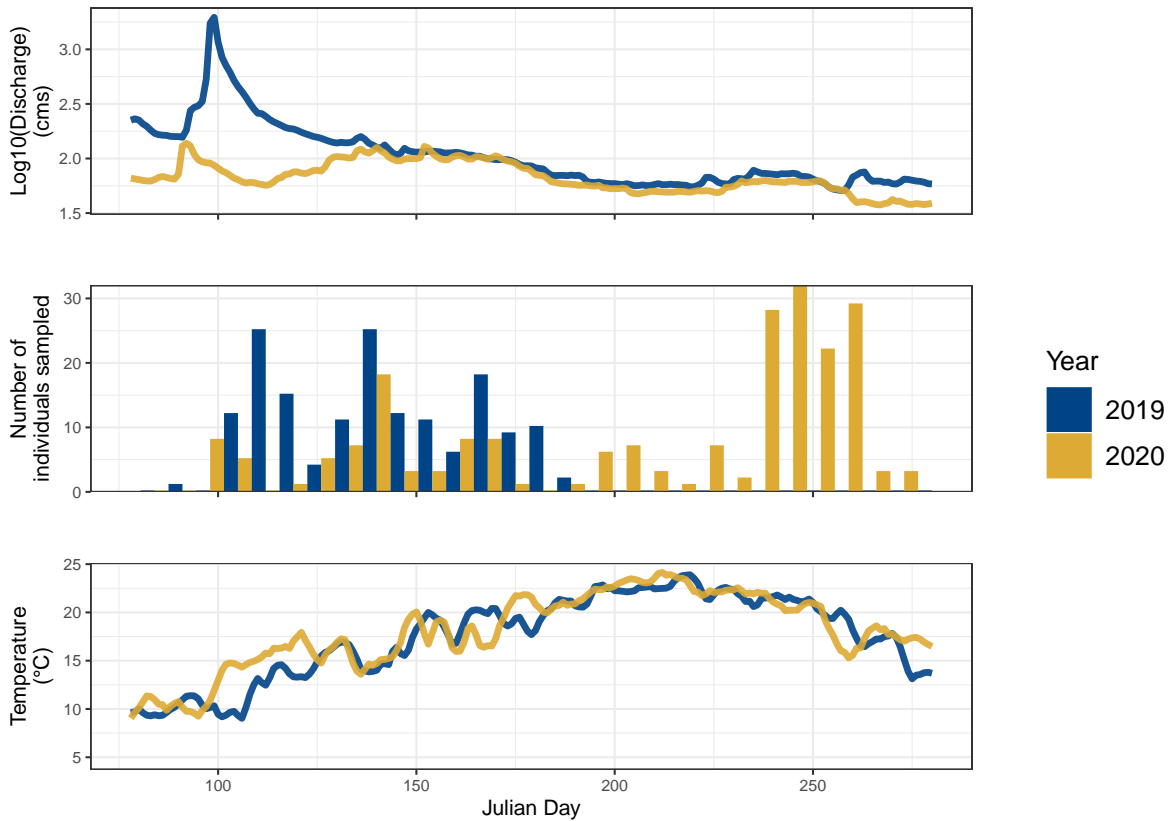 Log10(Discharge)
(cms)
3.0
2.5
2.0
1.5
Number of
individuals sampled
30
20
10
0
Temperature
(°C)
25
20
15
10
5
100
150
200
250
Julian Day
Year
2019
2020